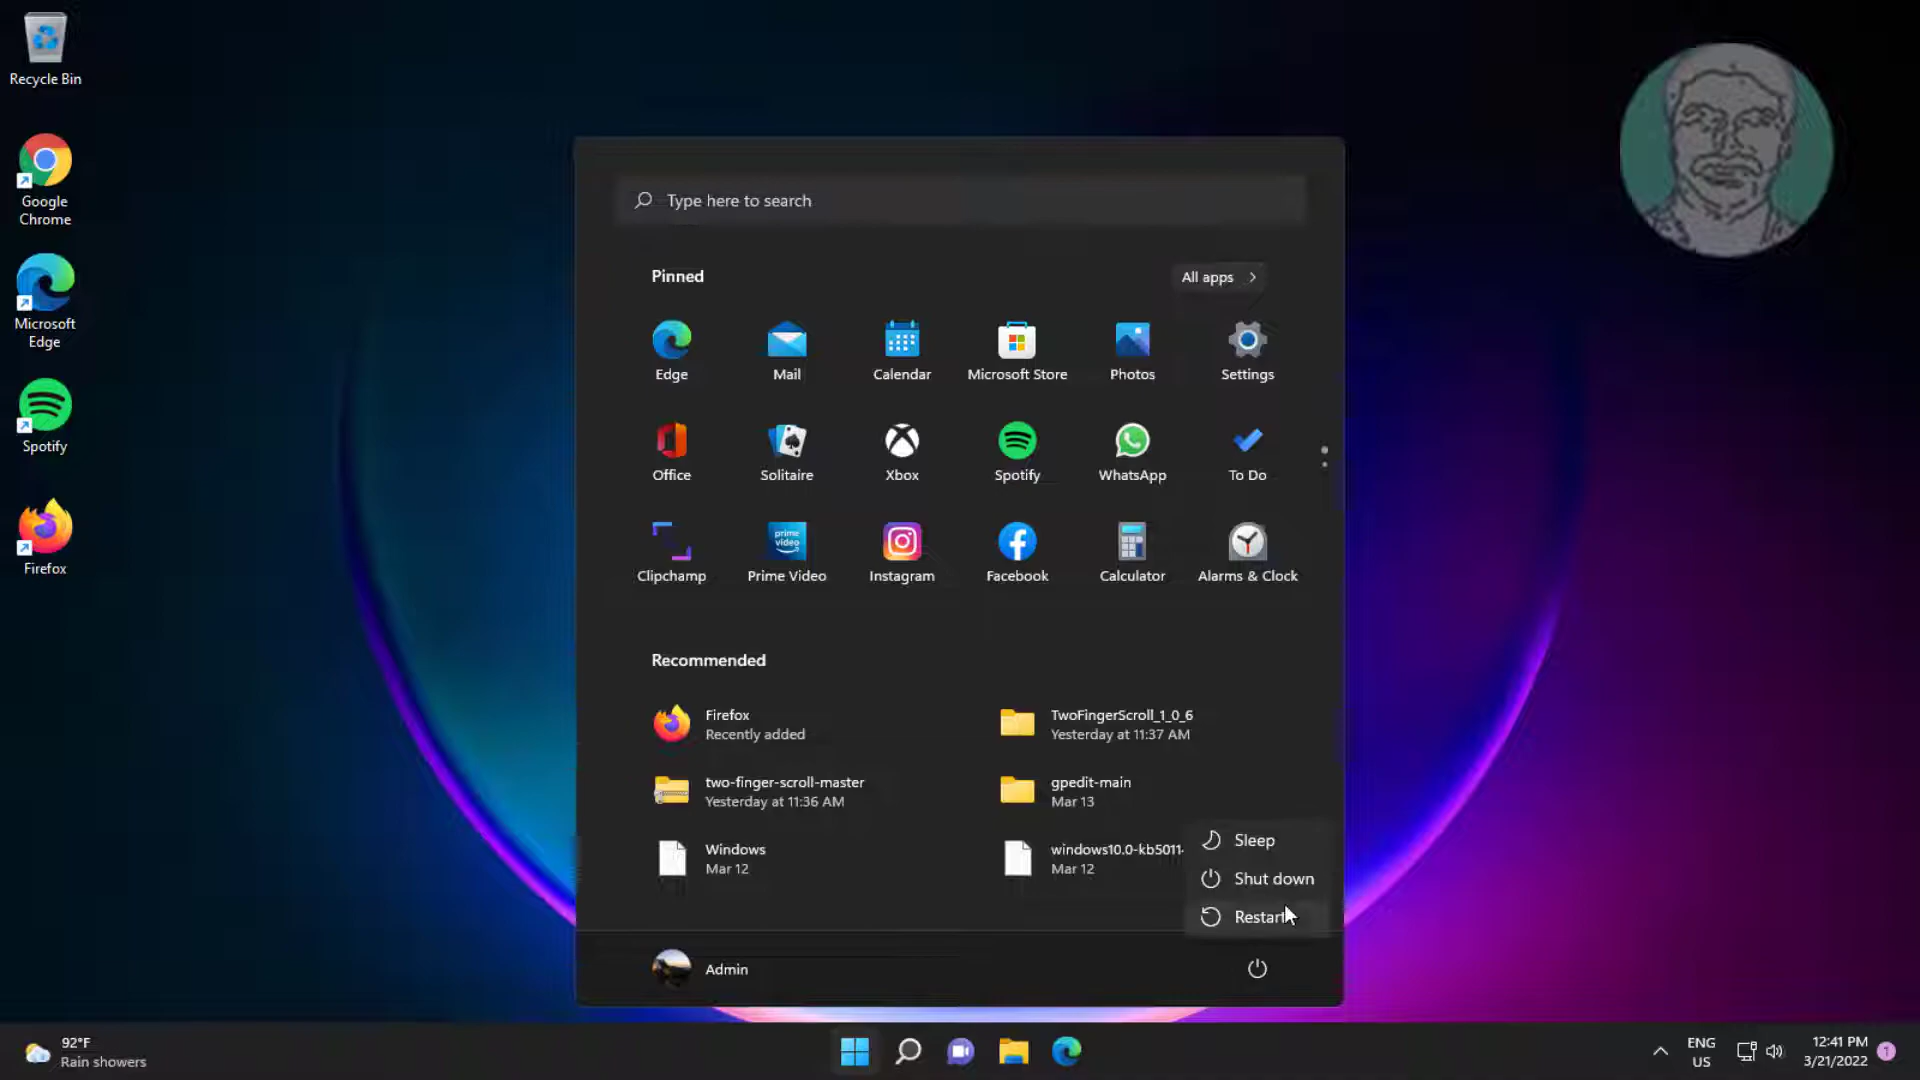 Recycle Bin
Google
Chrome
Microsoft
Edge
Spotify
Firefox
Type here to search
Pinned
All apps
Edge
Mail
Calendar
Microsoft Store
Photos
Settings
Office
Solitaire
Xbox
Spotify
WhatsApp
To Do
Clipchamp
prime video
Prime Video
Instagram
Facebook
Calculator
Alarms & Clock
Recommended
Firefox
Recently added
TwoFingerScroll_1_0_6
Yesterday at 11:37 AM
two-finger-scroll-master
Yesterday at 11:36 AM
gpedit-main
Mar 13
Windows
Mar 12
windows10.0-kb5011
Mar 12
Sleep
Shut down
Restart
Admin
92°F
Rain showers
ENG
US
12:41 PM
3/21/2022
1